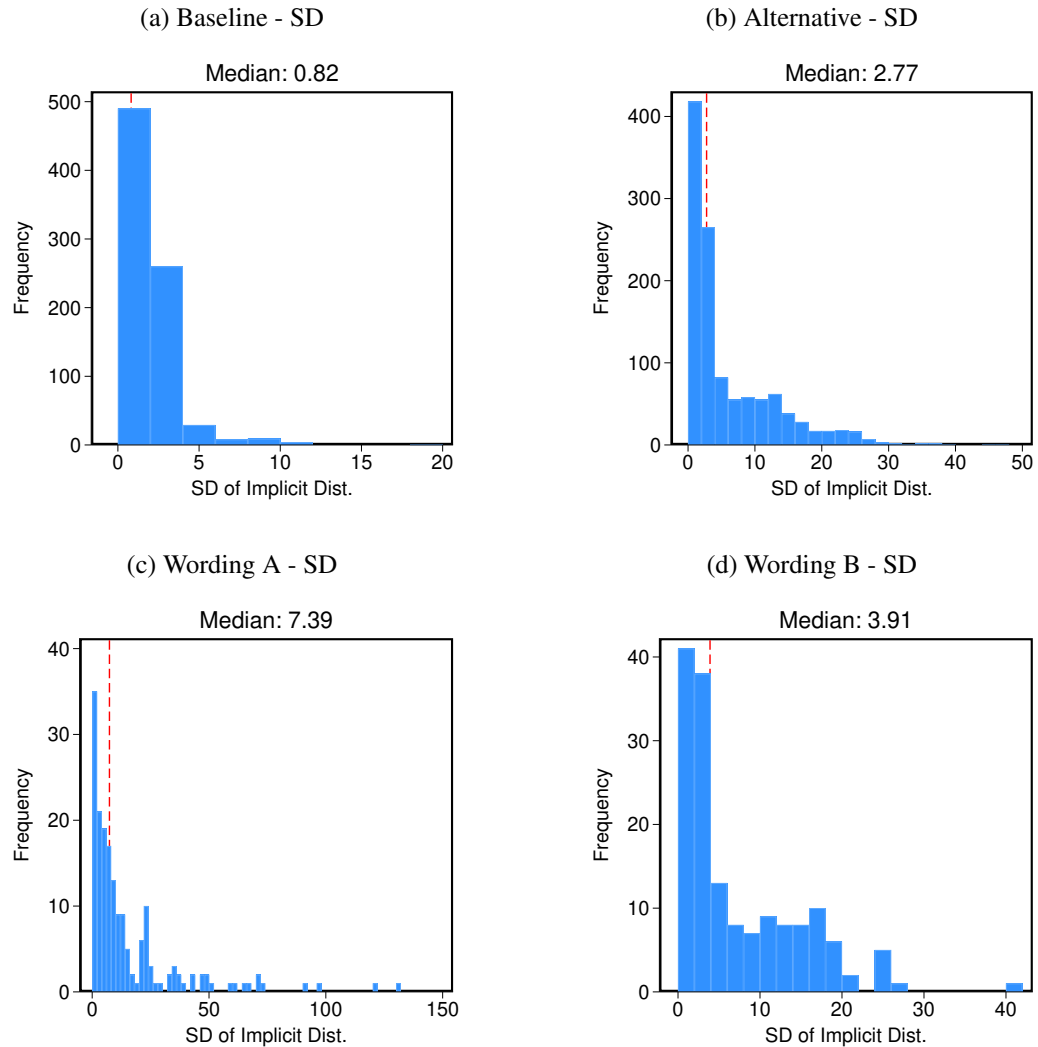 (a) Baseline - SD
Median: 0.82
500
400
300
200
100
0
Frequency
0 5 10 15 20
SD of Implicit Dist.
(b) Alternative - SD
Median: 2.77
400
300
200
100
0
Frequency
0 10 20 30 40 50
SD of Implicit Dist.
(c) Wording A - SD
Median: 7.39
40
30
20
10
0
Frequency
0 50 100 150
SD of Implicit Dist.
(d) Wording B - SD
Median: 3.91
40
30
20
10
0
Frequency
0 10 20 30 40
SD of Implicit Dist.